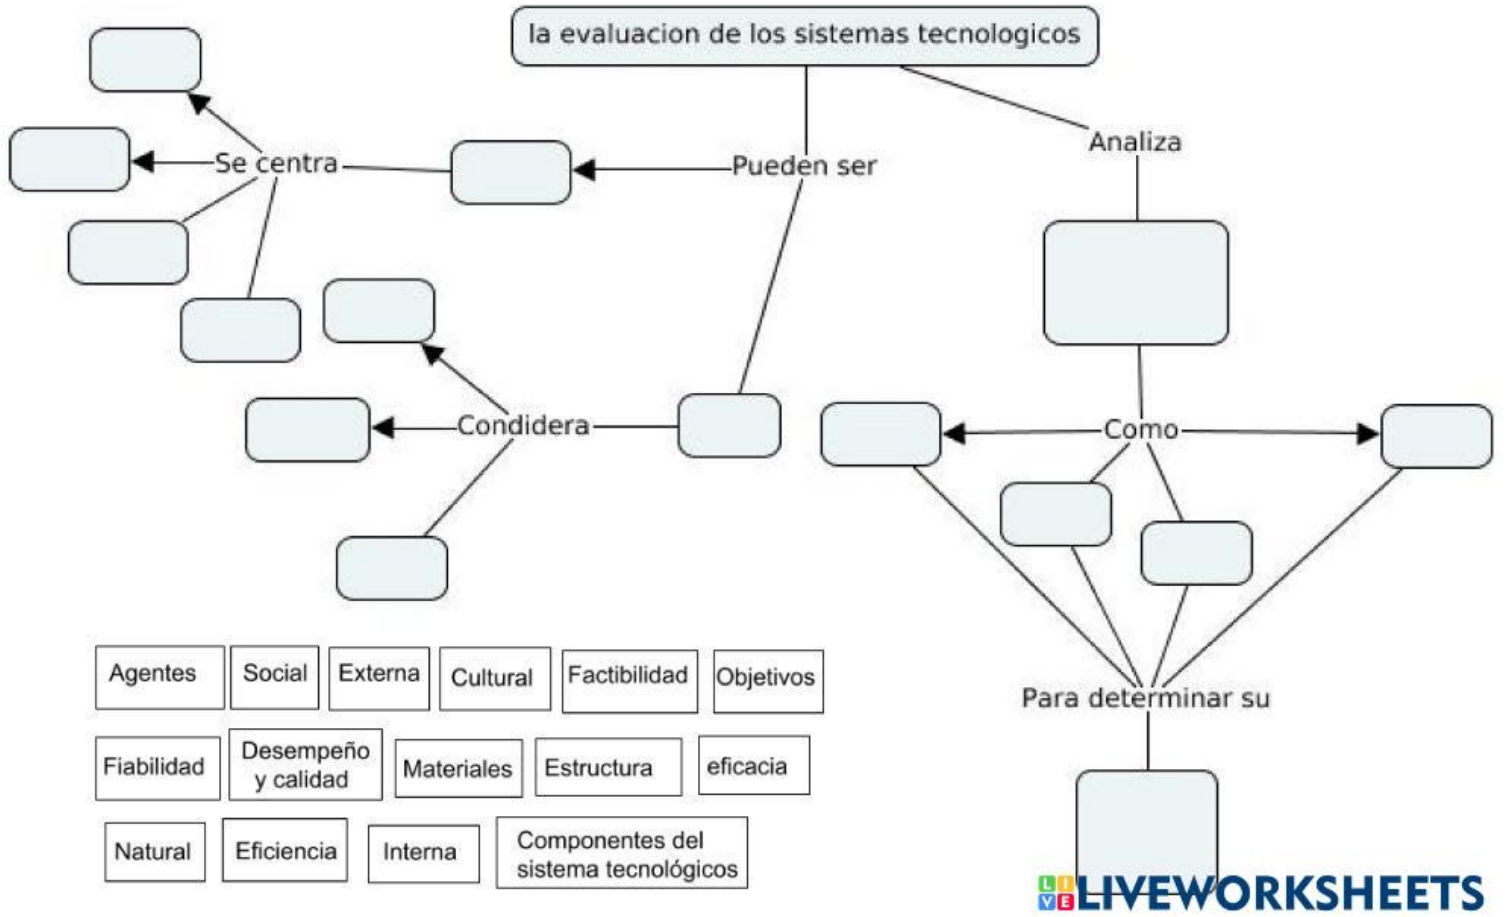 la evaluacion de los sistemas tecnologicos
Analiza
Se centra
Pueden ser
Condidera
Como
Para determinar su
Agentes
Social
Externa
Cultural
Factibilidad
Objetivos
Fiabilidad
Desempeño
y calidad
Materiales
Estructura
eficacia
Natural
Eficiencia
Interna
Componentes del
sistema tecnológicos
LIVE LIVEWORKSHEETS